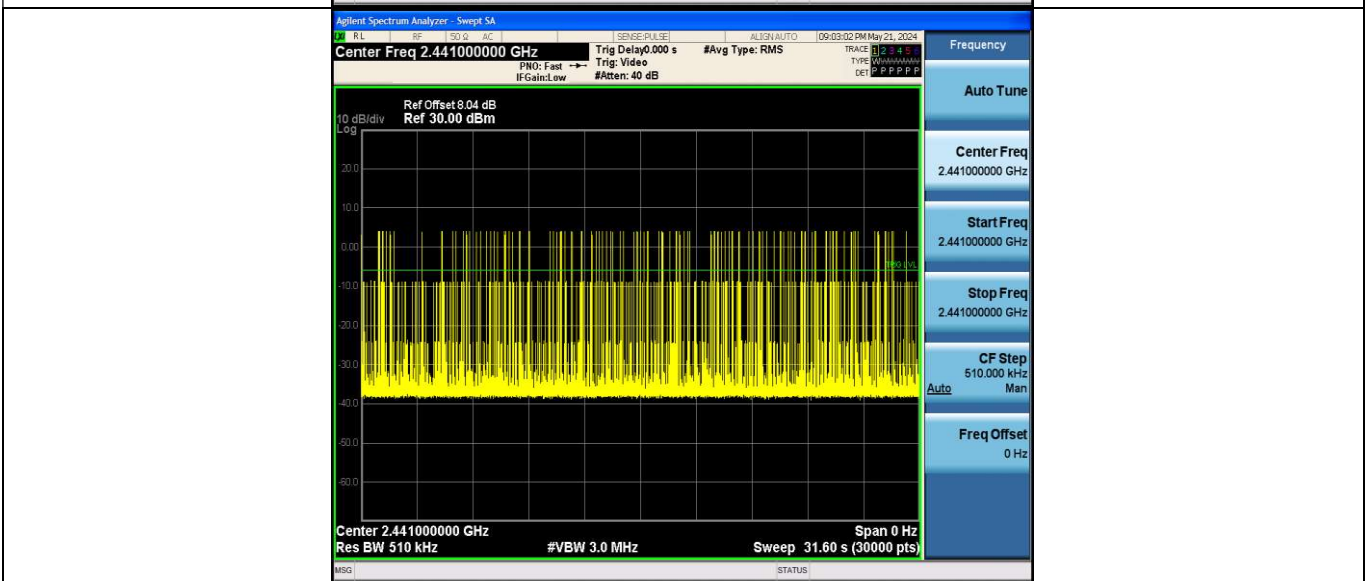 Agilent Spectrum Analyzer - Swept SA
RL RF 50 Ω AC SENSE:PULSE ALIGN AUTO 09:03:02 PM May 21, 2024
Center Freq 2.441000000 GHz
PNO: Fast
IFGain:Low
Trig Delay0.000 s
Trig: Video
#Atten: 40 dB
#Avg Type: RMS
TRACE 1 2 3 4 5 6
TYPE
DET P P P P P P
Ref Offset 8.04 dB
10 dB/div Ref 30.00 dBm
Log
20.0
10.0
0.00
TRIG LVL
-10.0
-20.0
-30.0
-40.0
-50.0
-60.0
Center 2.441000000 GHz Span 0 Hz
Res BW 510 kHz #VBW 3.0 MHz Sweep 31.60 s (30000 pts)
MSG STATUS
Frequency
Auto Tune
Center Freq
2.441000000 GHz
Start Freq
2.441000000 GHz
Stop Freq
2.441000000 GHz
CF Step
510.000 kHz
Auto Man
Freq Offset
0 Hz